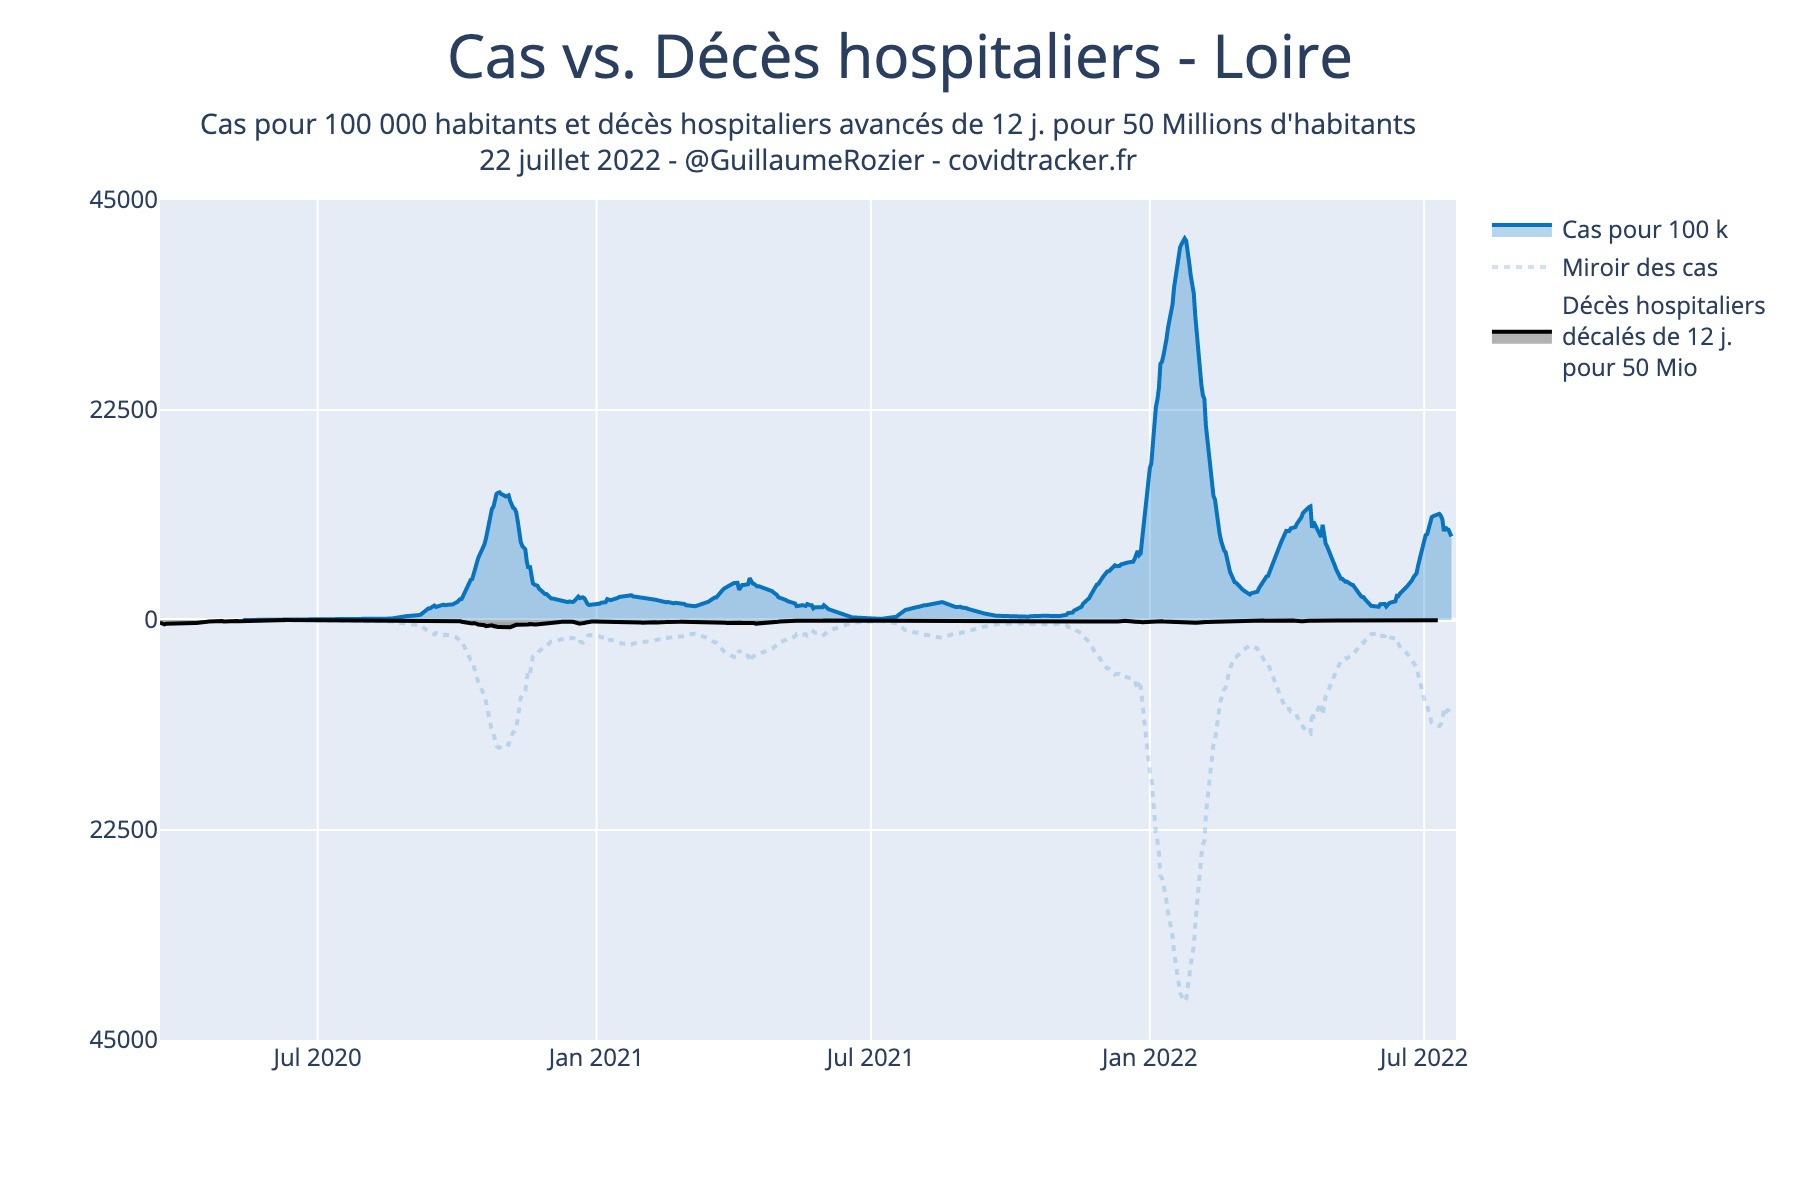 Cas vs. Décès hospitaliers - Loire
Cas pour 100 000 habitants et décès hospitaliers avancés de 12 j. pour 50 Millions d'habitants
22 juillet 2022 - @GuillaumeRozier - covidtracker.fr
45000
22500
0
22500
45000
Jul 2020
Jan 2021
Jul 2021
Jan 2022
Jul 2022
Cas pour 100 k
Miroir des cas
Décès hospitaliers
décalés de 12 j.
pour 50 Mio